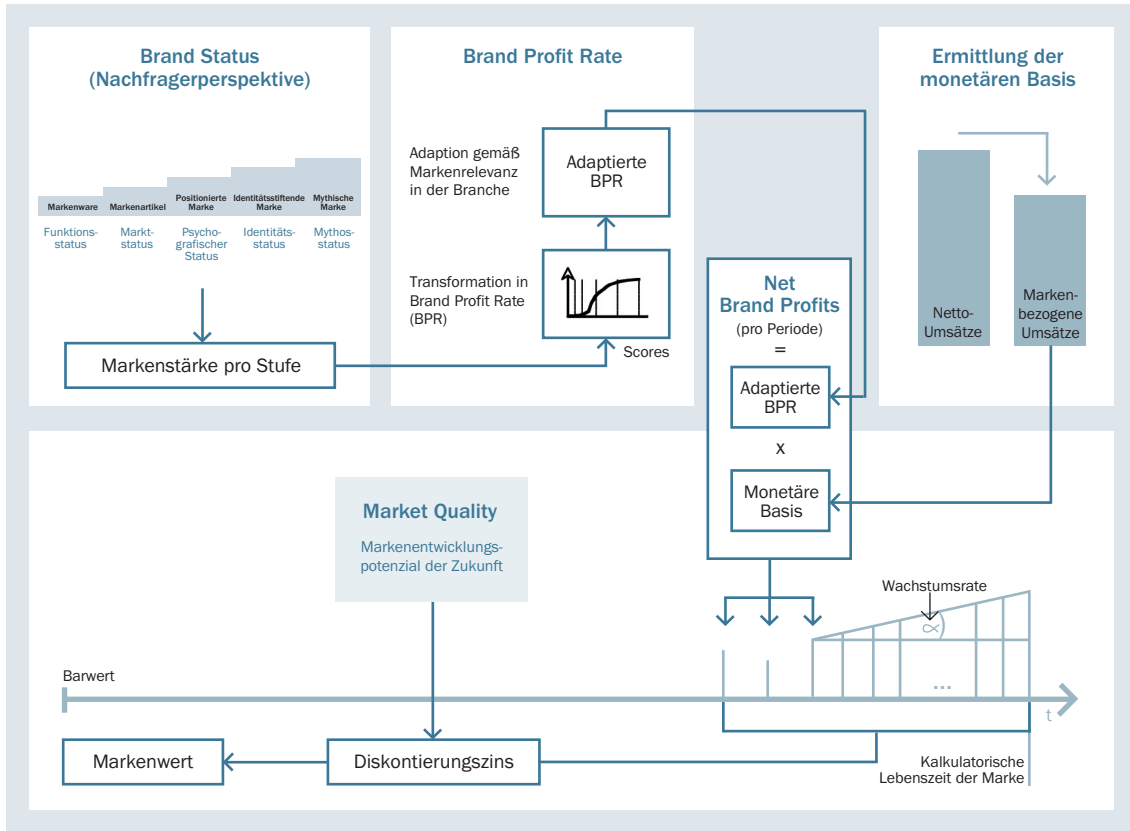 Brand Status
(Nachfragerperspektive)
Markenware
Markenartikel
Positionierte
Marke
Identitätsstiftende
Marke
Mythische
Marke
Funktions-
status
Markt-
status
Psycho-
grafischer
Status
Identitäts-
status
Mythos-
status
Markenstärke pro Stufe
Brand Profit Rate
Adaption gemäß
Markenrelevanz
in der Branche
Adaptierte
BPR
Transformation in
Brand Profit Rate
(BPR)
Scores
Ermittlung der
monetären Basis
Netto-
Umsätze
Marken-
bezogene
Umsätze
Net
Brand Profits
(pro Periode)
=
Adaptierte
BPR
x
Monetäre
Basis
Market Quality
Markenentwicklungs-
potenzial der Zukunft
Wachstumsrate
α
...
Barwert
t
Markenwert
Diskontierungszins
Kalkulatorische
Lebenszeit der Marke